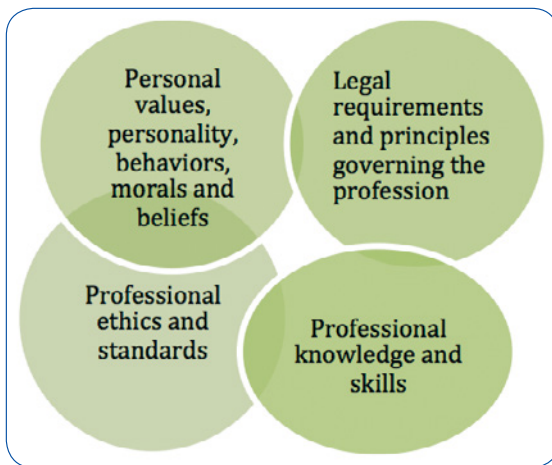 Personal
values,
personality,
behaviors,
morals and
beliefs
Legal
requirements
and principles
governing the
profession
Professional
ethics and
standards
Professional
knowledge and
skills